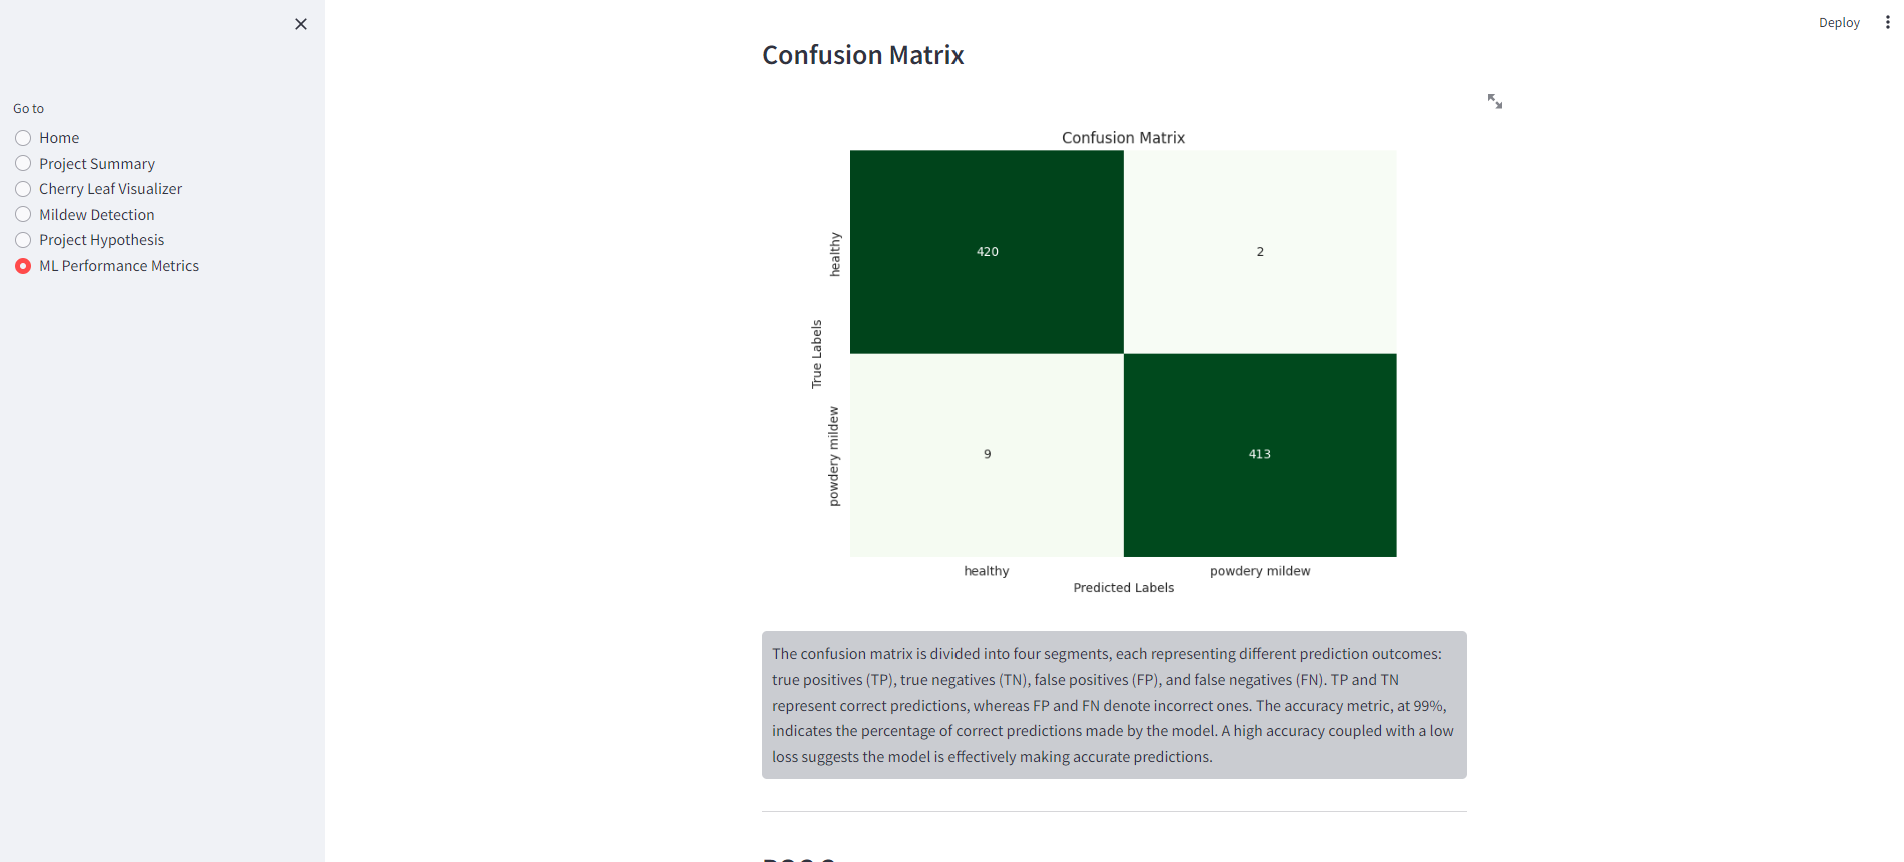 Deploy
Go to
Home
Project Summary
Cherry Leaf Visualizer
Mildew Detection
Project Hypothesis
ML Performance Metrics
Confusion Matrix
Confusion Matrix
True Labels
healthy
420
2
powdery mildew
9
413
healthy
powdery mildew
Predicted Labels
The confusion matrix is divided into four segments, each representing different prediction outcomes:
true positives (TP), true negatives (TN), false positives (FP), and false negatives (FN). TP and TN
represent correct predictions, whereas FP and FN denote incorrect ones. The accuracy metric, at 99%,
indicates the percentage of correct predictions made by the model. A high accuracy coupled with a low
loss suggests the model is effectively making accurate predictions.